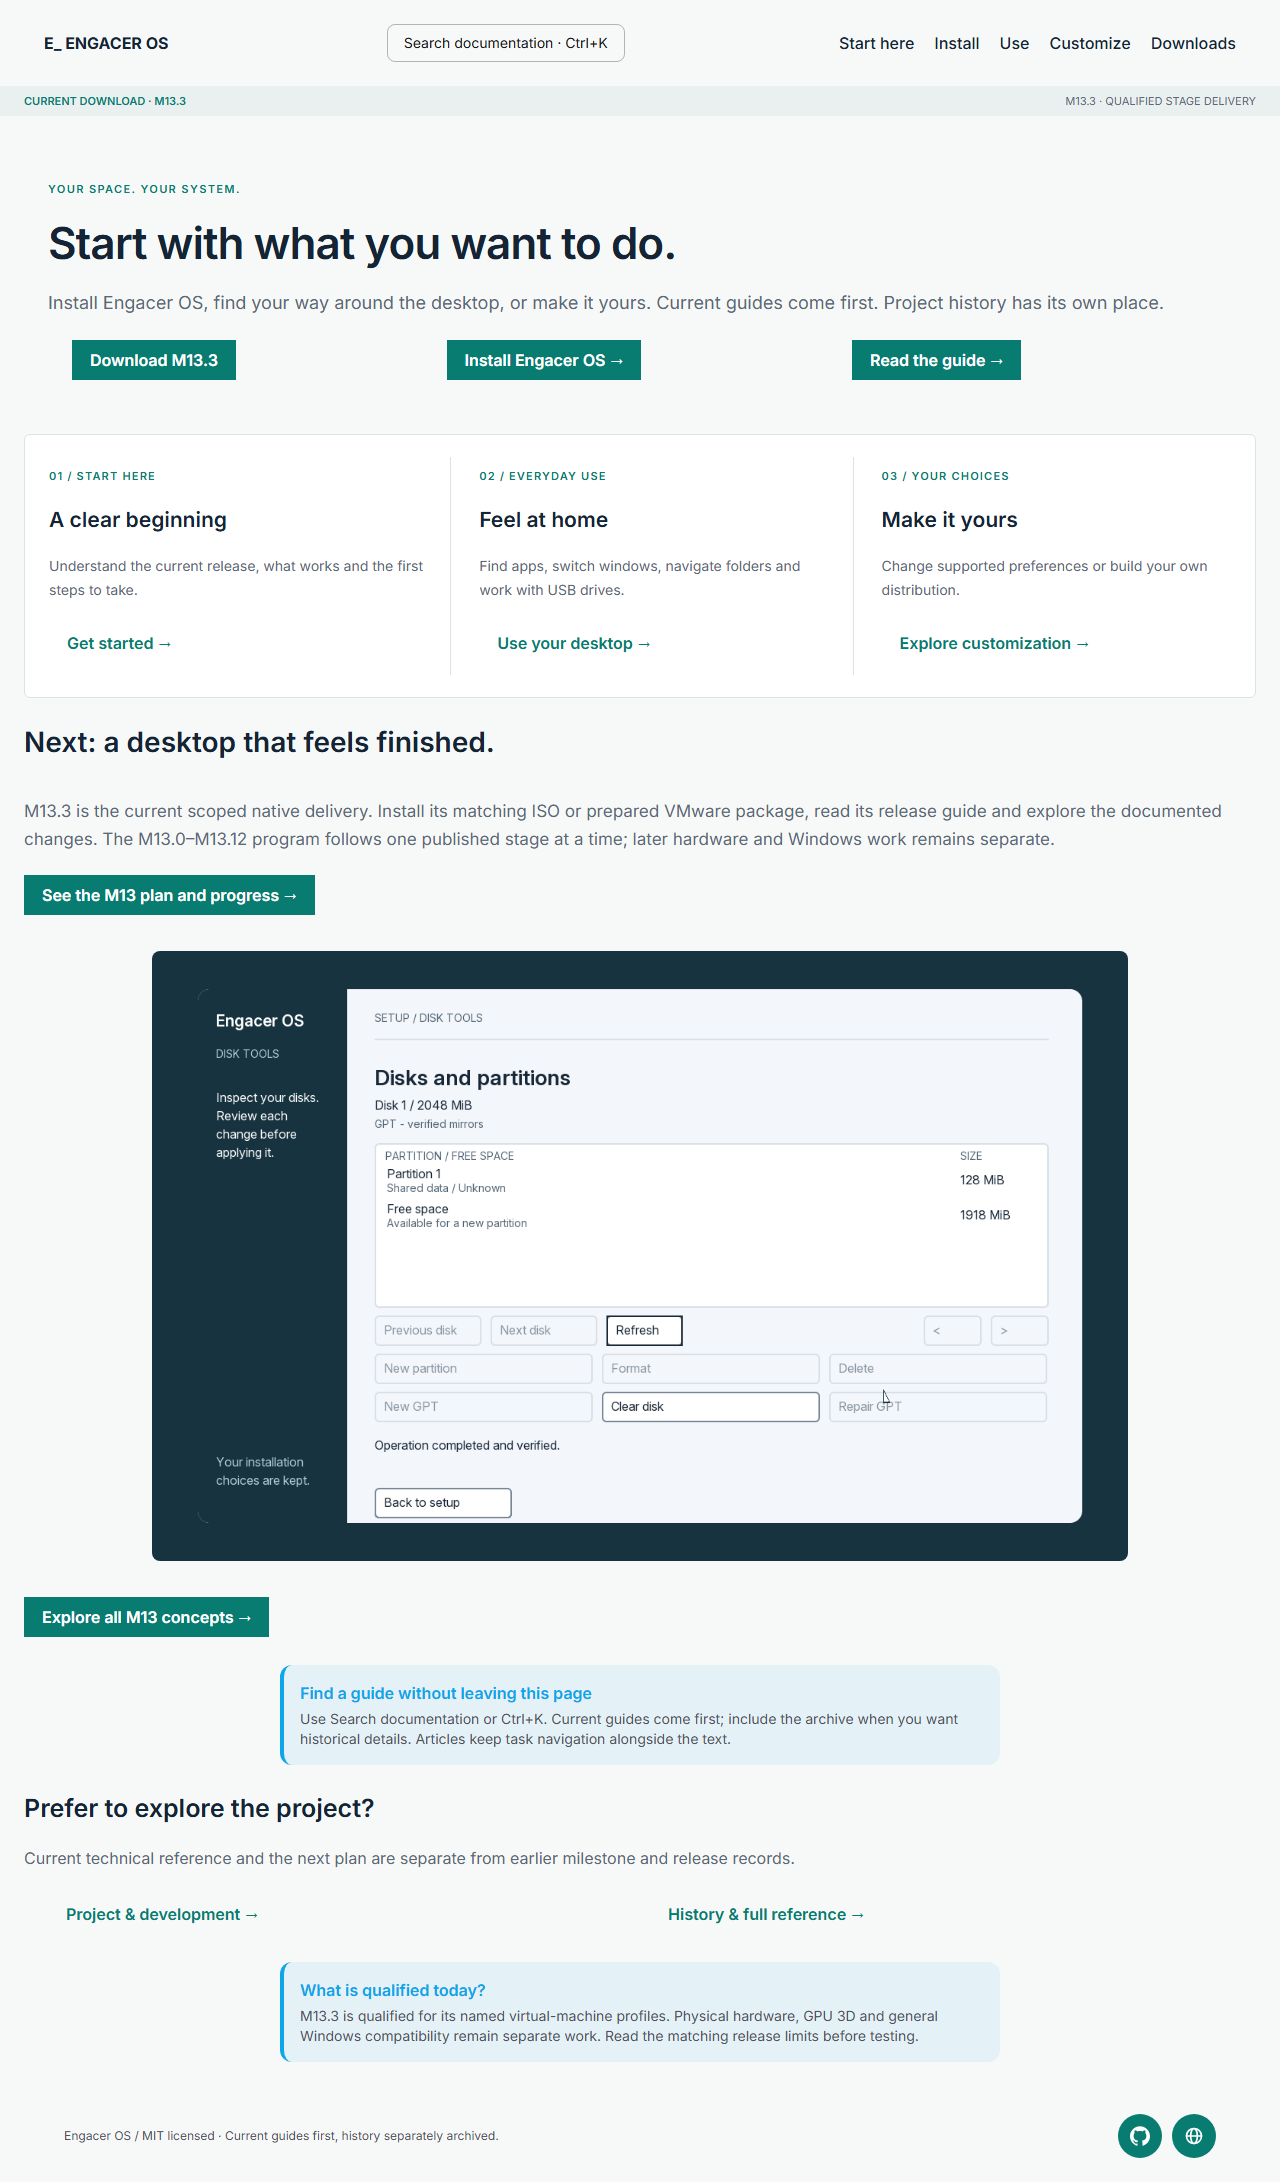 E_ ENGACER OS
Search documentation · Ctrl+K
Start here Install Use Customize Downloads
CURRENT DOWNLOAD · M13.3
M13.3 · QUALIFIED STAGE DELIVERY
YOUR SPACE. YOUR SYSTEM.
Start with what you want to do.
Install Engacer OS, find your way around the desktop, or make it yours. Current guides come first. Project history has its own place.
Download M13.3
Install Engacer OS →
Read the guide →
01 / START HERE
A clear beginning
Understand the current release, what works and the first
steps to take.
Get started →
02 / EVERYDAY USE
Feel at home
Find apps, switch windows, navigate folders and
work with USB drives.
Use your desktop →
03 / YOUR CHOICES
Make it yours
Change supported preferences or build your own
distribution.
Explore customization →
Next: a desktop that feels finished.
M13.3 is the current scoped native delivery. Install its matching ISO or prepared VMware package, read its release guide and explore the documented
changes. The M13.0–M13.12 program follows one published stage at a time; later hardware and Windows work remains separate.
See the M13 plan and progress →
Engacer OS
DISK TOOLS
Inspect your disks.
Review each
change before
applying it.
Your installation
choices are kept.
SETUP / DISK TOOLS
Disks and partitions
Disk 1 / 2048 MiB
GPT - verified mirrors
PARTITION / FREE SPACE SIZE
Partition 1
Shared data / Unknown
128 MiB
Free space
Available for a new partition
1918 MiB
Previous disk Next disk Refresh < >
New partition Format Delete
New GPT Clear disk Repair GPT
Operation completed and verified.
Back to setup
Explore all M13 concepts →
Find a guide without leaving this page
Use Search documentation or Ctrl+K. Current guides come first; include the archive when you want
historical details. Articles keep task navigation alongside the text.
Prefer to explore the project?
Current technical reference and the next plan are separate from earlier milestone and release records.
Project & development →
History & full reference →
What is qualified today?
M13.3 is qualified for its named virtual-machine profiles. Physical hardware, GPU 3D and general
Windows compatibility remain separate work. Read the matching release limits before testing.
Engacer OS / MIT licensed · Current guides first, history separately archived.